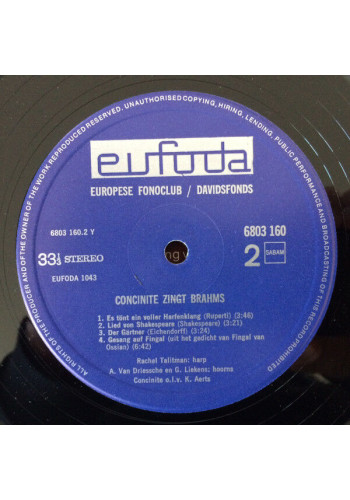 ALL RIGHTS OF THE PRODUCER AND OF THE OWNER OF THE WORK REPRODUCED RESERVED. UNAUTHORISED COPYING, HIRING, LENDING, PUBLIC PERFORMANCE AND BROADCASTING OF THIS RECORD PROHIBITED
eufoda
EUROPESE FONOCLUB / DAVIDSFONDS
6803 160.2 Y
6803 160
33⅓ STEREO
2
SABAM
EUFODA 1043
CONCINITE ZINGT BRAHMS
1. Es tönt ein voller Harfenklang (Ruperti) (3:46)
2. Lied von Shakespeare (Shakespeare) (3:21)
3. Der Gärtner (Eichendorff) (3:24)
4. Gesang auf Fingal (uit het gedicht van Fingal van
Ossian) (6:42)
Rachel Talitman: harp
A. Van Driessche en G. Liekens: hoorns
Concinite o.l.v. K. Aerts